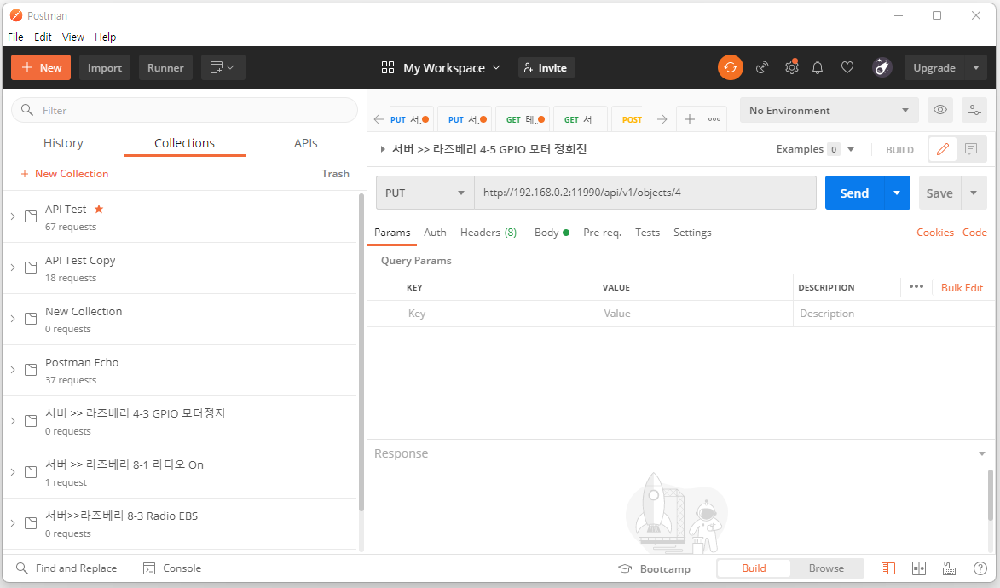 Postman
File Edit View Help
New Import Runner My Workspace Invite Upgrade
Filter
History Collections APIs
New Collection Trash
API Test
67 requests
API Test Copy
18 requests
New Collection
0 requests
Postman Echo
37 requests
서버 >> 라즈베리 4-3 GPIO 모터정지
0 requests
서버 >> 라즈베리 8-1 라디오 On
1 request
서버>>라즈베리 8-3 Radio EBS
0 requests
PUT 서. PUT 서. GET 테. GET 서 POST
No Environment
서버 >> 라즈베리 4-5 GPIO 모터 정회전
Examples 0 BUILD
PUT http://192.168.0.2:11990/api/v1/objects/4 Send Save
Params Auth Headers (8) Body Pre-req. Tests Settings Cookies Code
Query Params
KEY VALUE DESCRIPTION ••• Bulk Edit
Key Value Description
Response
Find and Replace Console Bootcamp Build Browse